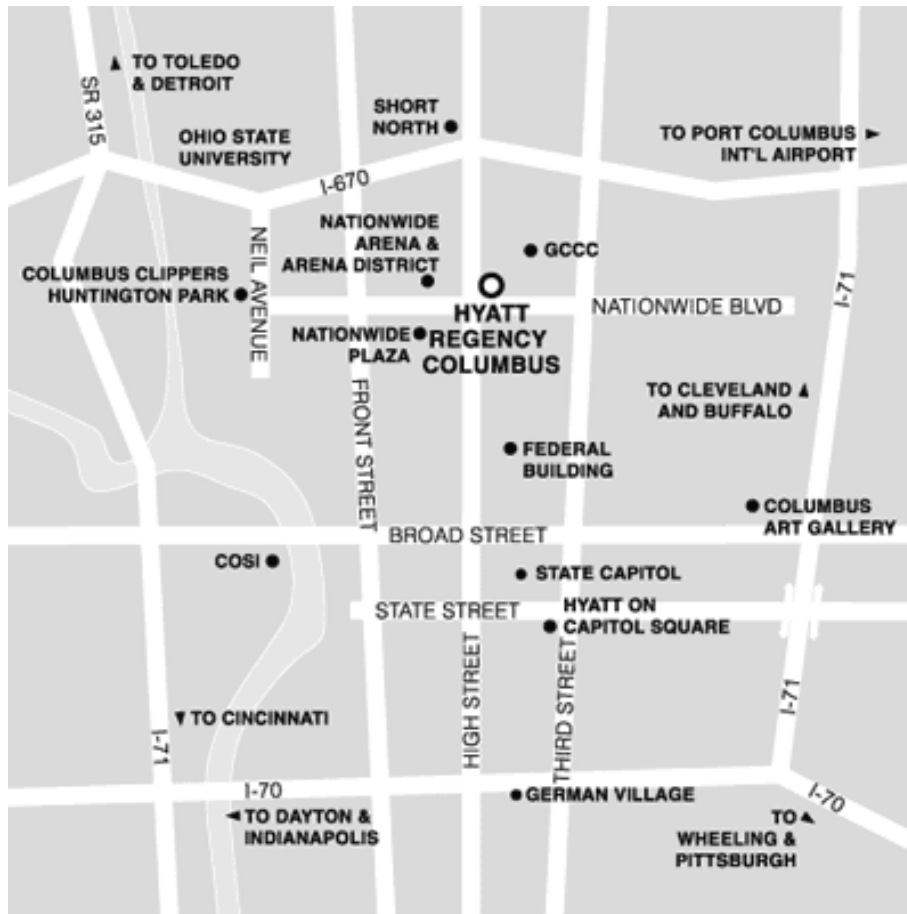 TO TOLEDO
& DETROIT
SR 315
SHORT
NORTH
OHIO STATE
UNIVERSITY
TO PORT COLUMBUS
INT'L AIRPORT
I-670
NATIONWIDE
ARENA &
ARENA DISTRICT
NEIL AVENUE
GCCC
COLUMBUS CLIPPERS
HUNTINGTON PARK
I-71
NATIONWIDE BLVD
HYATT
REGENCY
COLUMBUS
NATIONWIDE
PLAZA
FRONT STREET
TO CLEVELAND
AND BUFFALO
FEDERAL
BUILDING
COLUMBUS
ART GALLERY
BROAD STREET
COSI
STATE CAPITOL
STATE STREET
HYATT ON
CAPITOL SQUARE
HIGH STREET
THIRD STREET
I-71
TO CINCINNATI
I-71
I-70
GERMAN VILLAGE
I-70
TO DAYTON &
INDIANAPOLIS
TO
WHEELING &
PITTSBURGH